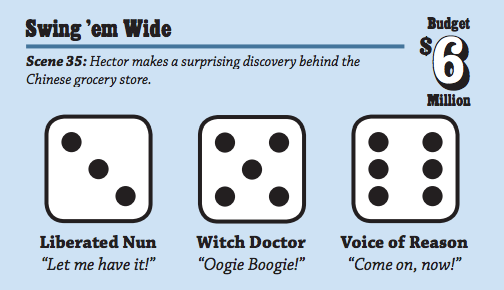 Swing ’em Wide
Budget
$6
Million
Scene 35: Hector makes a surprising discovery behind the
Chinese grocery store.
Liberated Nun
Witch Doctor
Voice of Reason
“Let me have it!”
“Oogie Boogie!”
“Come on, now!”